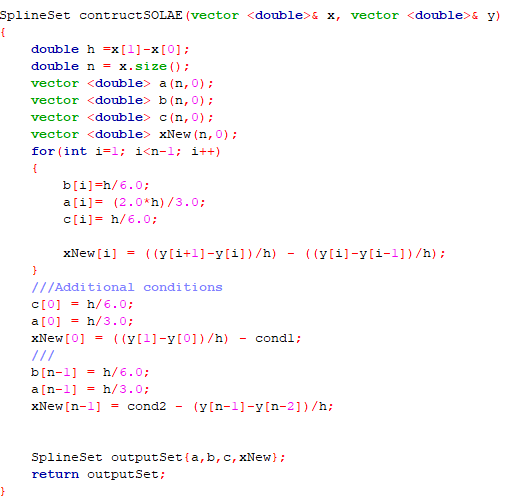 SplineSet contructSOLAE(vector <double>& x, vector <double>& y)
{
    double h =x[1]-x[0];
    double n = x.size();
    vector <double> a(n,0);
    vector <double> b(n,0);
    vector <double> c(n,0);
    vector <double> xNew(n,0);
    for(int i=1; i<n-1; i++)
    {
        b[i]=h/6.0;
        a[i]= (2.0*h)/3.0;
        c[i]= h/6.0;

        xNew[i] = ((y[i+1]-y[i])/h) - ((y[i]-y[i-1])/h);
    }
    ///Additional conditions
    c[0] = h/6.0;
    a[0] = h/3.0;
    xNew[0] = ((y[1]-y[0])/h) - cond1;
    ///
    b[n-1] = h/6.0;
    a[n-1] = h/3.0;
    xNew[n-1] = cond2 - (y[n-1]-y[n-2])/h;


    SplineSet outputSet{a,b,c,xNew};
    return outputSet;
}